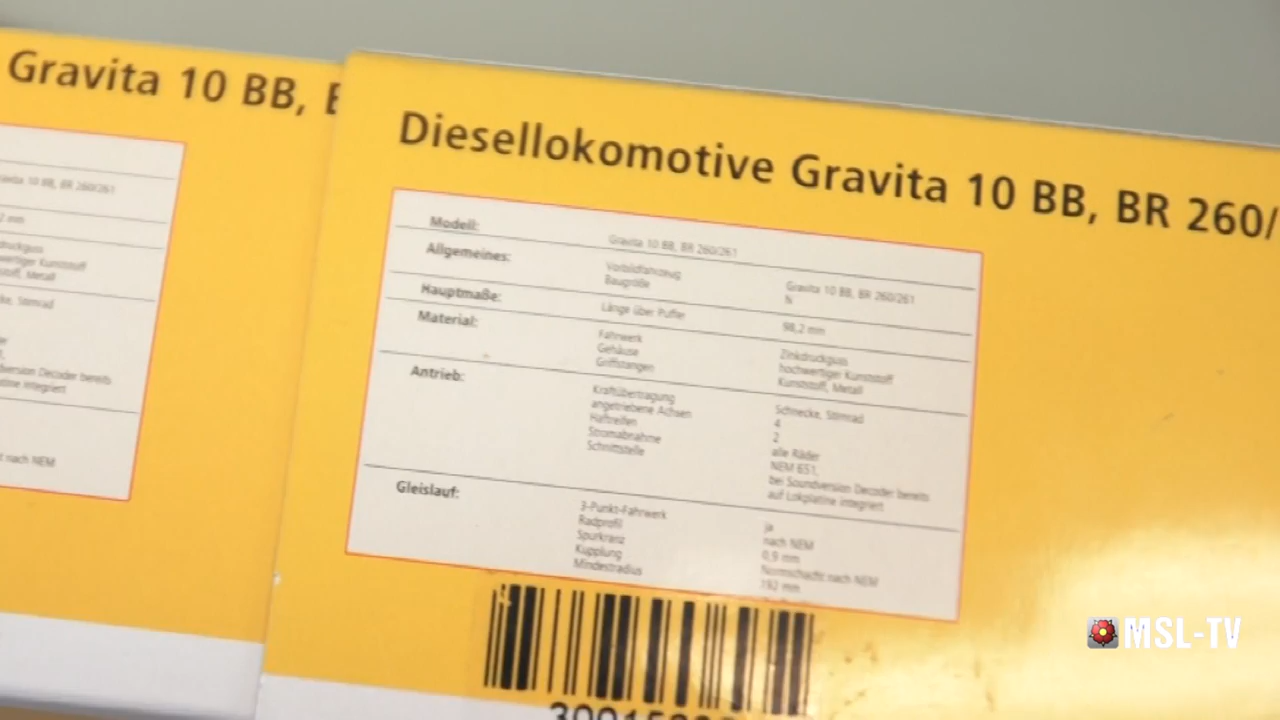 Gravita 10 BB,
Diesellokomotive Gravita 10 BB, BR 260/
Modell: Gravita 10 BB, BR 260/261
Allgemeines: Vorbildfahrzeug Gravita 10 BB, BR 260/261
Baugröße N
Hauptmaße: Länge über Puffer 98,2 mm
Material: Fahrwerk Zinkdruckguss
Gehäuse hochwertiger Kunststoff
Griffstangen Kunststoff, Metall
Antrieb: Kraftübertragung Schnecke, Stirnrad
angetriebene Achsen 4
Haftreifen 2
Stromabnahme alle Räder
Schnittstelle NEM 651,
bei Soundversion Decoder bereits
auf Lokplatine integriert
Gleislauf: 3-Punkt-Fahrwerk ja
Radprofil nach NEM
Spurkranz 0,9 mm
Kupplung Normschacht nach NEM
Mindestradius 192 mm
MSL-TV